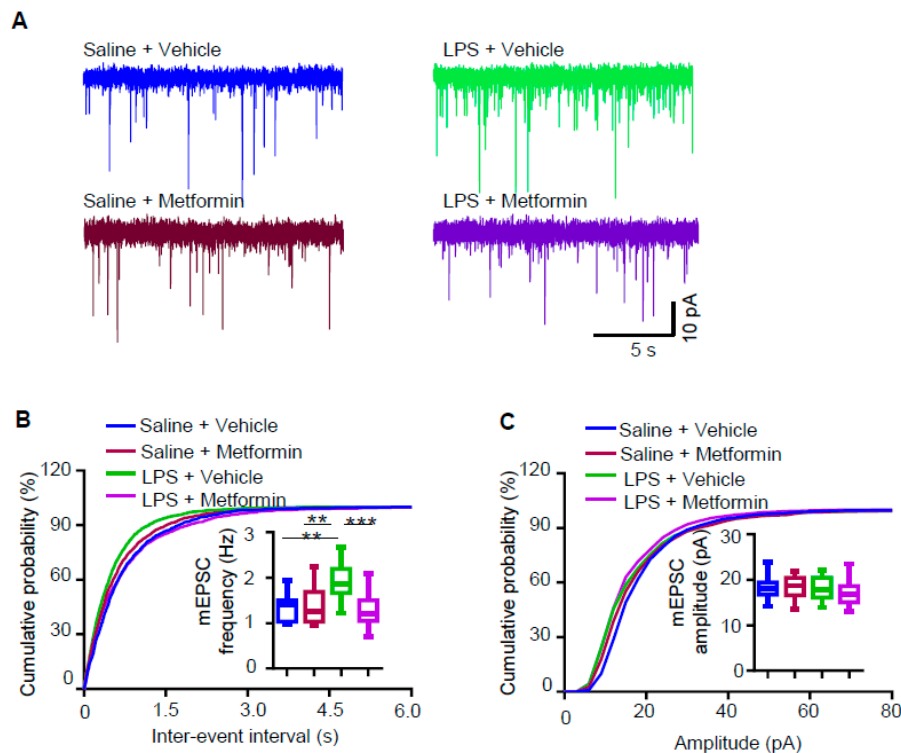 A
Saline + Vehicle
LPS + Vehicle
Saline + Metformin
LPS + Metformin
10 pA
5 s
B
Saline + Vehicle
Saline + Metformin
LPS + Vehicle
LPS + Metformin
Cumulative probability (%)
120
90
60
30
0
0
1.5
3.0
4.5
6.0
Inter-event interval (s)
mEPSC
frequency (Hz)
3
2
1
0
**
***
**
C
Saline + Vehicle
Saline + Metformin
LPS + Vehicle
LPS + Metformin
Cumulative probability (%)
120
90
60
30
0
0
20
40
60
80
Amplitude (pA)
mEPSC
amplitude (pA)
30
20
10
0